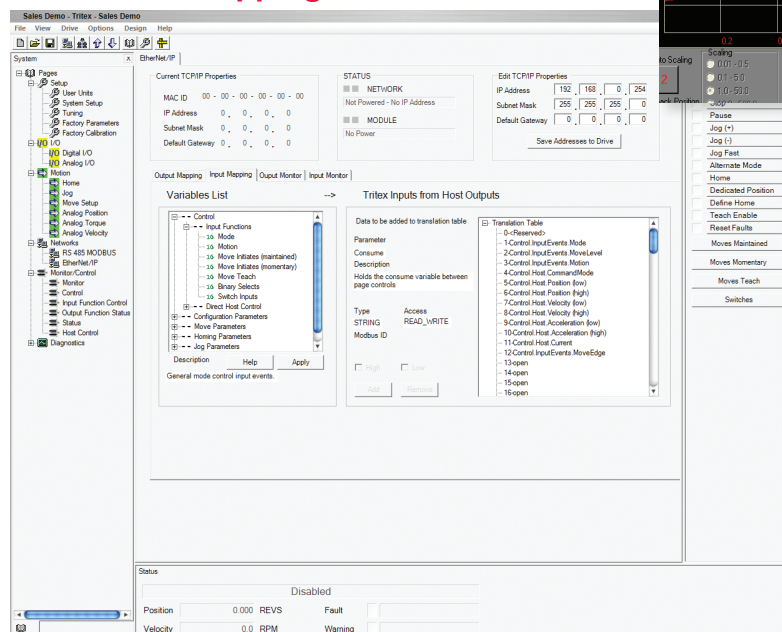 Sales Demo - Tritex - Sales Demo
File View Drive Options Design Help
System
Pages
Setup
User Units
System Setup
Tuning
Factory Parameters
Factory Calibration
I/O I/O
I/O Digital I/O
I/O Analog I/O
Motion
Home
Jog
Move Setup
Analog Position
Analog Torque
Analog Velocity
Networks
RS 485 MODBUS
EtherNet/IP
Monitor/Control
Monitor
Control
Input Function Control
Output Function Status
Status
Host Control
Diagnostics
EtherNet/IP
Current TCP/IP Properties
MAC ID 00 - 00 - 00 - 00 - 00 - 00
IP Address 0 . 0 . 0 . 0
Subnet Mask 0 . 0 . 0 . 0
Default Gateway 0 . 0 . 0 . 0
STATUS
NETWORK
Not Powered - No IP Address
MODULE
No Power
Edit TCP/IP Properties
IP Address 192 . 168 . 0 . 254
Subnet Mask 255 . 255 . 255 . 0
Default Gateway 0 . 0 . 0 . 0
Save Addresses to Drive
Output Mapping Input Mapping Ouput Monitor Input Monitor
Variables List -->
Control
Input Functions
16 Mode
16 Motion
16 Move Initiates (maintained)
16 Move Initiates (momentary)
16 Move Teach
16 Binary Selects
16 Switch Inputs
Direct Host Control
Configuration Parameters
Move Parameters
Homing Parameters
Jog Parameters
Description Help Apply
General mode control input events.
Tritex Inputs from Host Outputs
Data to be added to translation table
Parameter
Consume
Description
Holds the consume variable between
page controls
Type Access
STRING READ_WRITE
Modbus ID
High Low
Add Remove
Translation Table
0-<Reserved>
1-Control.InputEvents.Mode
2-Control.InputEvents.MoveLevel
3-Control.InputEvents.Motion
4-Control.Host.CommandMode
5-Control.Host.Position (low)
6-Control.Host.Position (high)
7-Control.Host.Velocity (low)
8-Control.Host.Velocity (high)
9-Control.Host.Acceleration (low)
10-Control.Host.Acceleration (high)
11-Control.Host.Current
12-Control.InputEvents.MoveEdge
13-open
14-open
15-open
16-open
0.2
Scaling
Scaling
0.01 - 0.5
0.1 - 5.0
1.0 - 50.0
Position
Pause
Jog (+)
Jog (-)
Jog Fast
Alternate Mode
Home
Dedicated Position
Define Home
Teach Enable
Reset Faults
Moves Maintained
Moves Momentary
Moves Teach
Switches
Status
Disabled
Position 0.000 REVS Fault
Velocity 0.0 RPM Warning